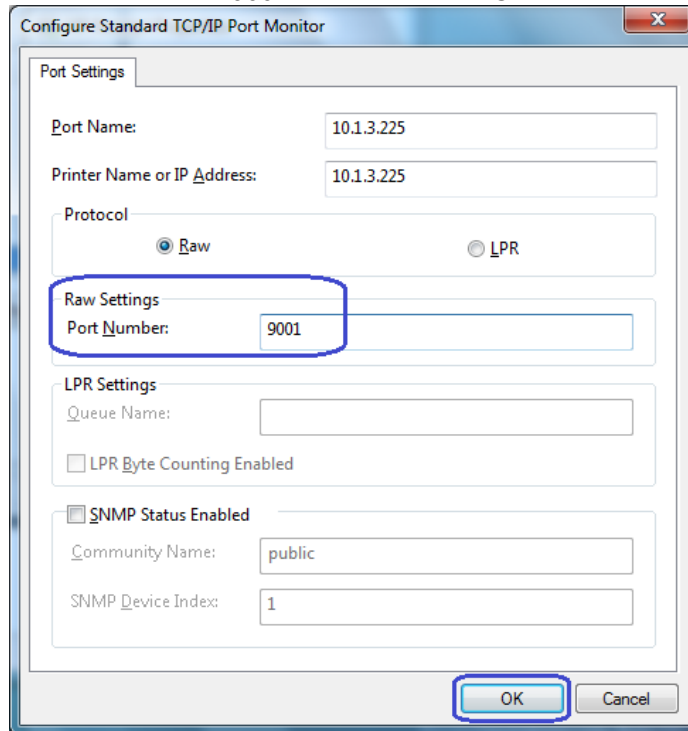 Configure Standard TCP/IP Port Monitor
Port Settings
Port Name: 10.1.3.225
Printer Name or IP Address: 10.1.3.225
Protocol
Raw LPR
Raw Settings
Port Number: 9001
LPR Settings
Queue Name:
LPR Byte Counting Enabled
SNMP Status Enabled
Community Name: public
SNMP Device Index: 1
OK Cancel